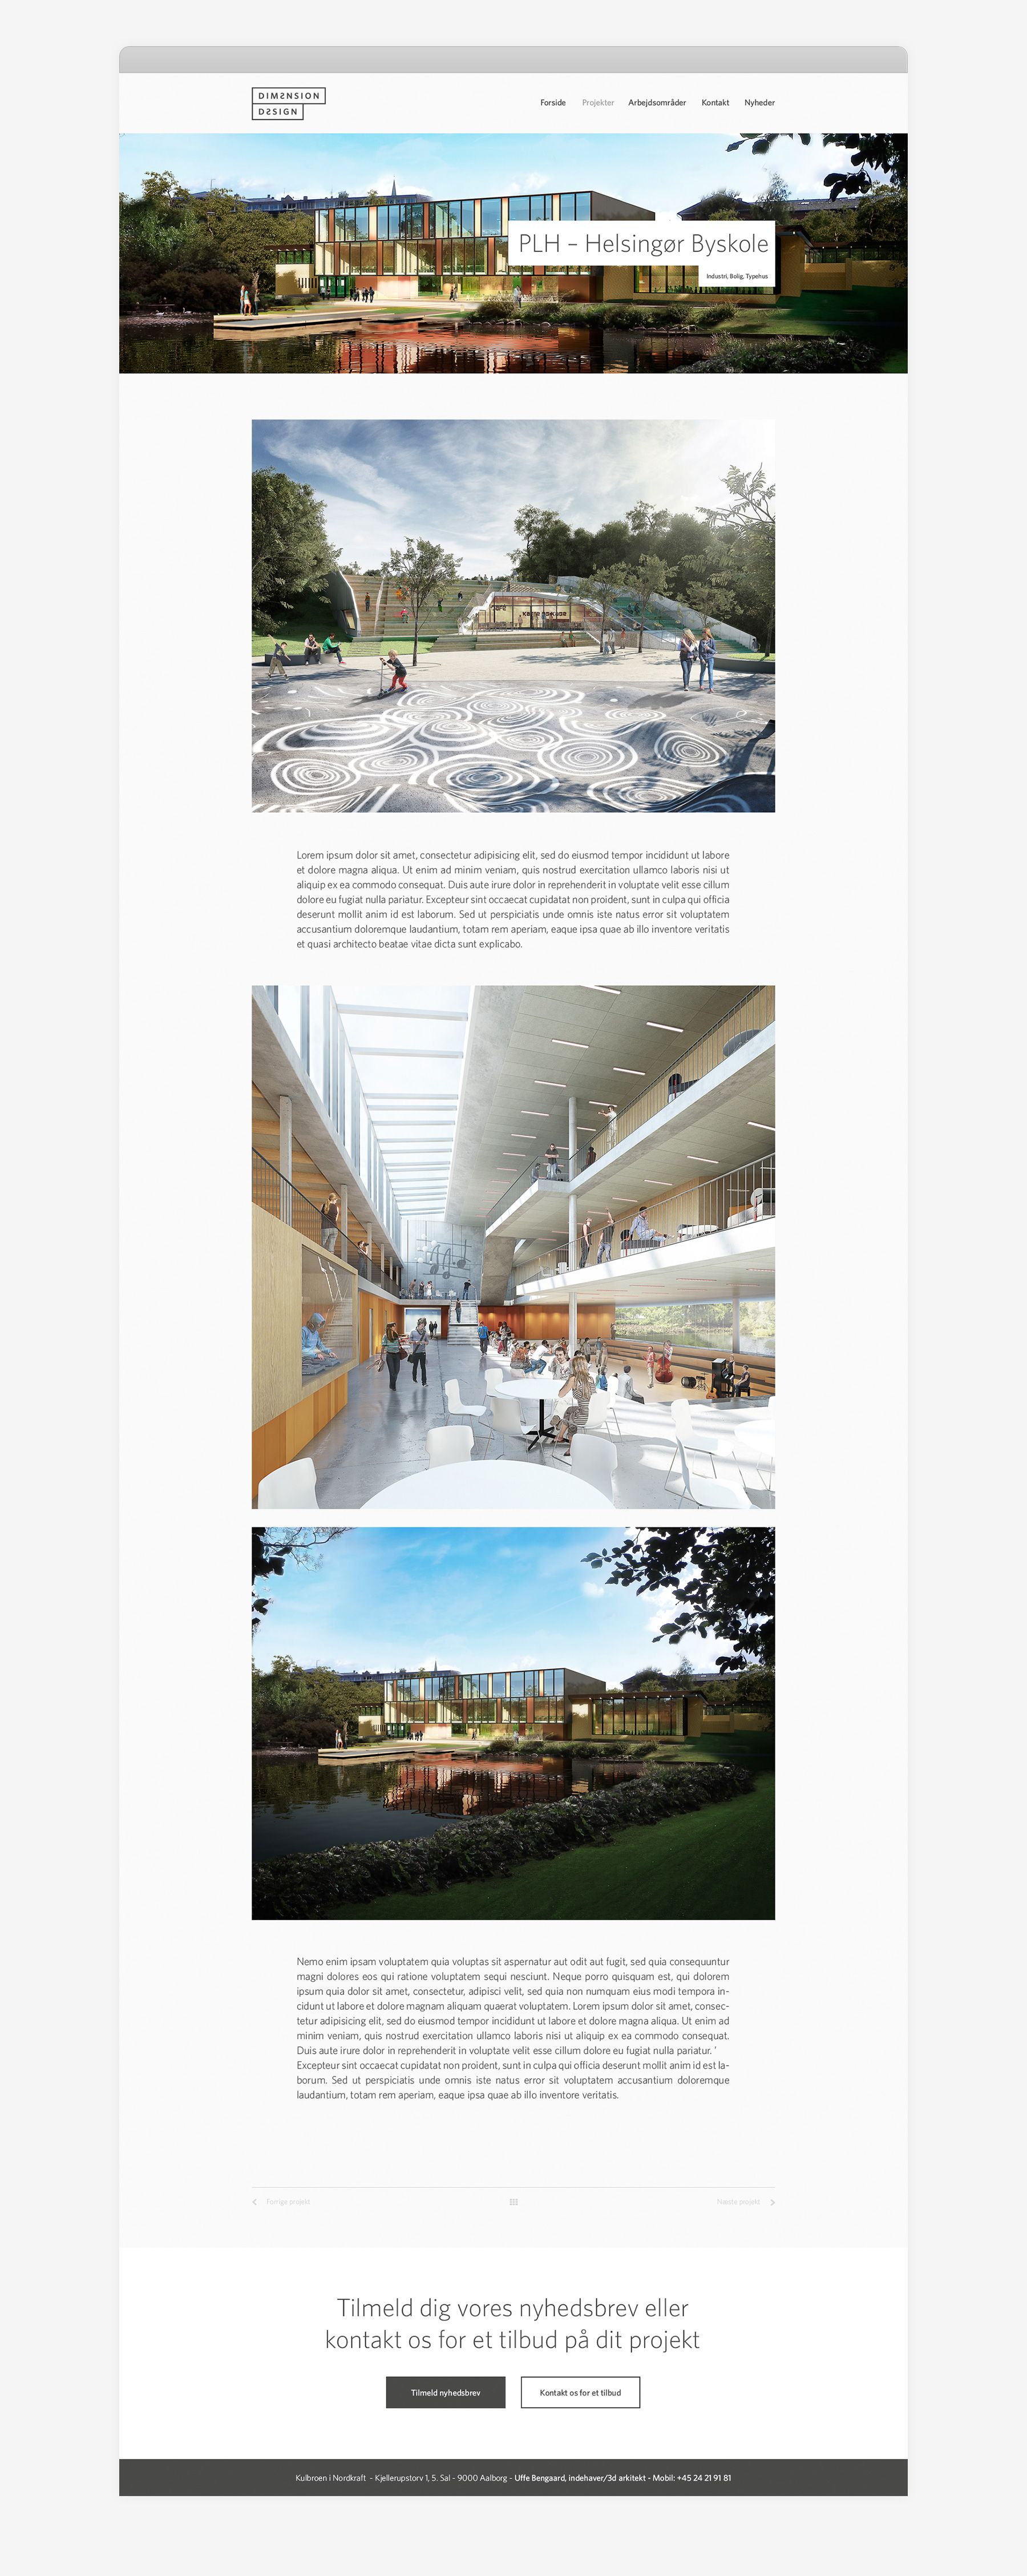 DIMENSION
DESIGN
Forside Projekter Arbejdsområder Kontakt Nyheder
PLH – Helsingør Byskole
Industri, Bolig, Typehus
Lorem ipsum dolor sit amet, consectetur adipisicing elit, sed do eiusmod tempor incididunt ut labore
et dolore magna aliqua. Ut enim ad minim veniam, quis nostrud exercitation ullamco laboris nisi ut
aliquip ex ea commodo consequat. Duis aute irure dolor in reprehenderit in voluptate velit esse cillum
dolore eu fugiat nulla pariatur. Excepteur sint occaecat cupidatat non proident, sunt in culpa qui officia
deserunt mollit anim id est laborum. Sed ut perspiciatis unde omnis iste natus error sit voluptatem
accusantium doloremque laudantium, totam rem aperiam, eaque ipsa quae ab illo inventore veritatis
et quasi architecto beatae vitae dicta sunt explicabo.
Nemo enim ipsam voluptatem quia voluptas sit aspernatur aut odit aut fugit, sed quia consequuntur
magni dolores eos qui ratione voluptatem sequi nesciunt. Neque porro quisquam est, qui dolorem
ipsum quia dolor sit amet, consectetur, adipisci velit, sed quia non numquam eius modi tempora in-
cidunt ut labore et dolore magnam aliquam quaerat voluptatem. Lorem ipsum dolor sit amet, consec-
tetur adipisicing elit, sed do eiusmod tempor incididunt ut labore et dolore magna aliqua. Ut enim ad
minim veniam, quis nostrud exercitation ullamco laboris nisi ut aliquip ex ea commodo consequat.
Duis aute irure dolor in reprehenderit in voluptate velit esse cillum dolore eu fugiat nulla pariatur. '
Excepteur sint occaecat cupidatat non proident, sunt in culpa qui officia deserunt mollit anim id est la-
borum. Sed ut perspiciatis unde omnis iste natus error sit voluptatem accusantium doloremque
laudantium, totam rem aperiam, eaque ipsa quae ab illo inventore veritatis.
Forrige projekt Næste projekt
Tilmeld dig vores nyhedsbrev eller
kontakt os for et tilbud på dit projekt
Tilmeld nyhedsbrev Kontakt os for et tilbud
Kulbroen i Nordkraft - Kjellerupstorv 1, 5. Sal - 9000 Aalborg - Uffe Bengaard, indehaver/3d arkitekt - Mobil: +45 24 21 91 81